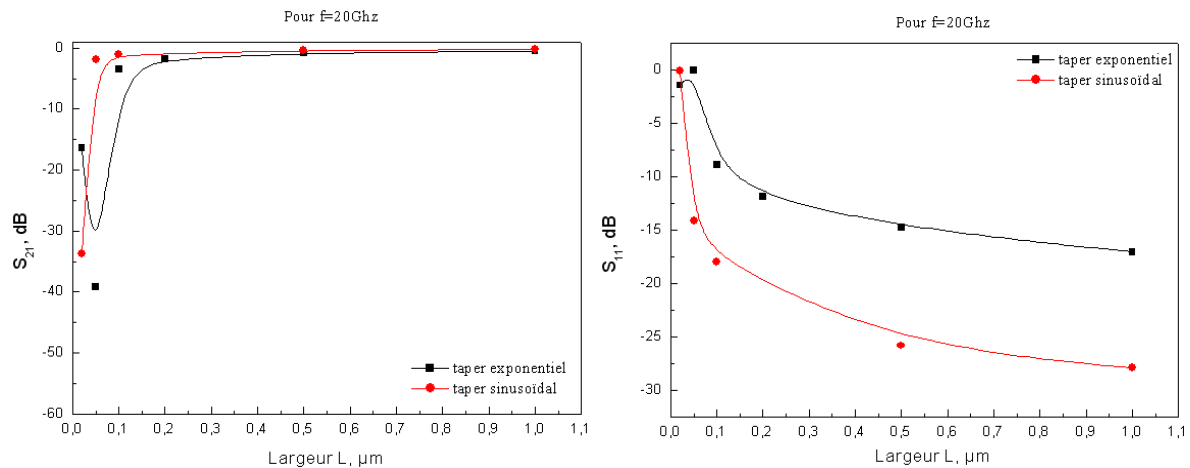 Pour f=20Ghz
0
-10
-20
-30
-40
-50
-60
S21, dB
taper exponentiel
taper sinusoïdal
0,0 0,1 0,2 0,3 0,4 0,5 0,6 0,7 0,8 0,9 1,0 1,1
Largeur L, µm
Pour f=20Ghz
taper exponentiel
taper sinusoïdal
0
-5
-10
-15
-20
-25
-30
S11, dB
0,0 0,1 0,2 0,3 0,4 0,5 0,6 0,7 0,8 0,9 1,0 1,1
Largeur L, µm